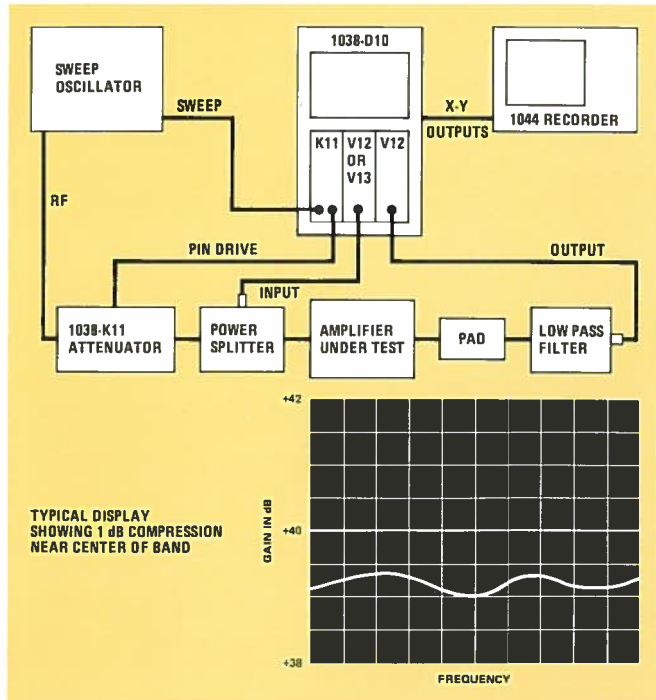 SWEEP
OSCILLATOR
SWEEP
RF
1038-D10
K11
V12
OR
V13
V12
X-Y
OUTPUTS
1044 RECORDER
PIN DRIVE
INPUT
OUTPUT
1038-K11
ATTENUATOR
POWER
SPLITTER
AMPLIFIER
UNDER TEST
PAD
LOW PASS
FILTER
TYPICAL DISPLAY
SHOWING 1 dB COMPRESSION
NEAR CENTER OF BAND
+42
+40
+38
GAIN IN dB
FREQUENCY